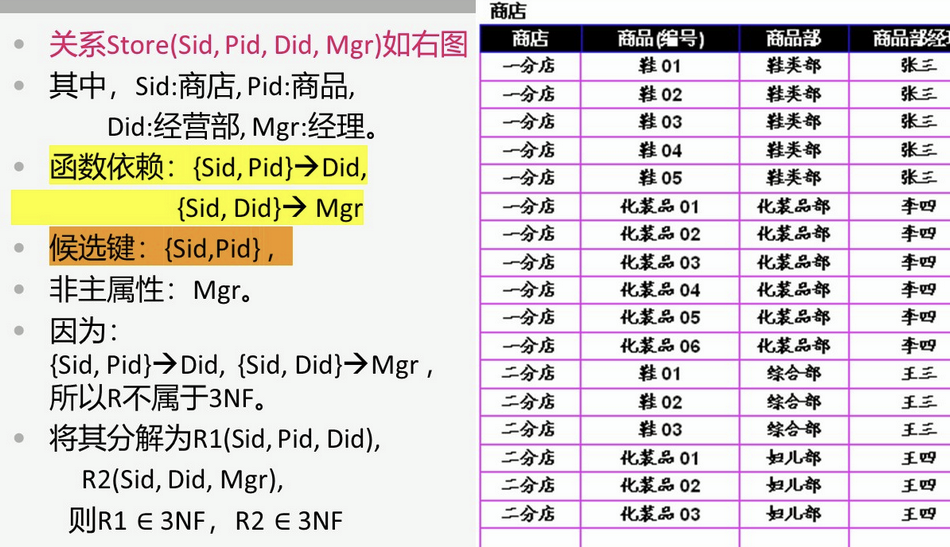 关系Store(Sid, Pid, Did, Mgr)如右图
其中，Sid:商店, Pid:商品,
Did:经营部, Mgr:经理。
函数依赖：{Sid, Pid}→Did,
{Sid, Did}→ Mgr
候选键：{Sid,Pid} ,
非主属性：Mgr。
因为：
{Sid, Pid}→Did, {Sid, Did}→Mgr ,
所以R不属于3NF。
将其分解为R1(Sid, Pid, Did),
R2(Sid, Did, Mgr),
则R1 ∈ 3NF，R2 ∈ 3NF
商店
商店 商品(编号) 商品部 商品部经
一分店 鞋 01 鞋类部 张三
一分店 鞋 02 鞋类部 张三
一分店 鞋 03 鞋类部 张三
一分店 鞋 04 鞋类部 张三
一分店 鞋 05 鞋类部 张三
一分店 化装品 01 化装品部 李四
一分店 化装品 02 化装品部 李四
一分店 化装品 03 化装品部 李四
一分店 化装品 04 化装品部 李四
一分店 化装品 05 化装品部 李四
一分店 化装品 06 化装品部 李四
二分店 鞋 01 综合部 王三
二分店 鞋 02 综合部 王三
二分店 鞋 03 综合部 王三
二分店 化装品 01 妇儿部 王四
二分店 化装品 02 妇儿部 王四
二分店 化装品 03 妇儿部 王四